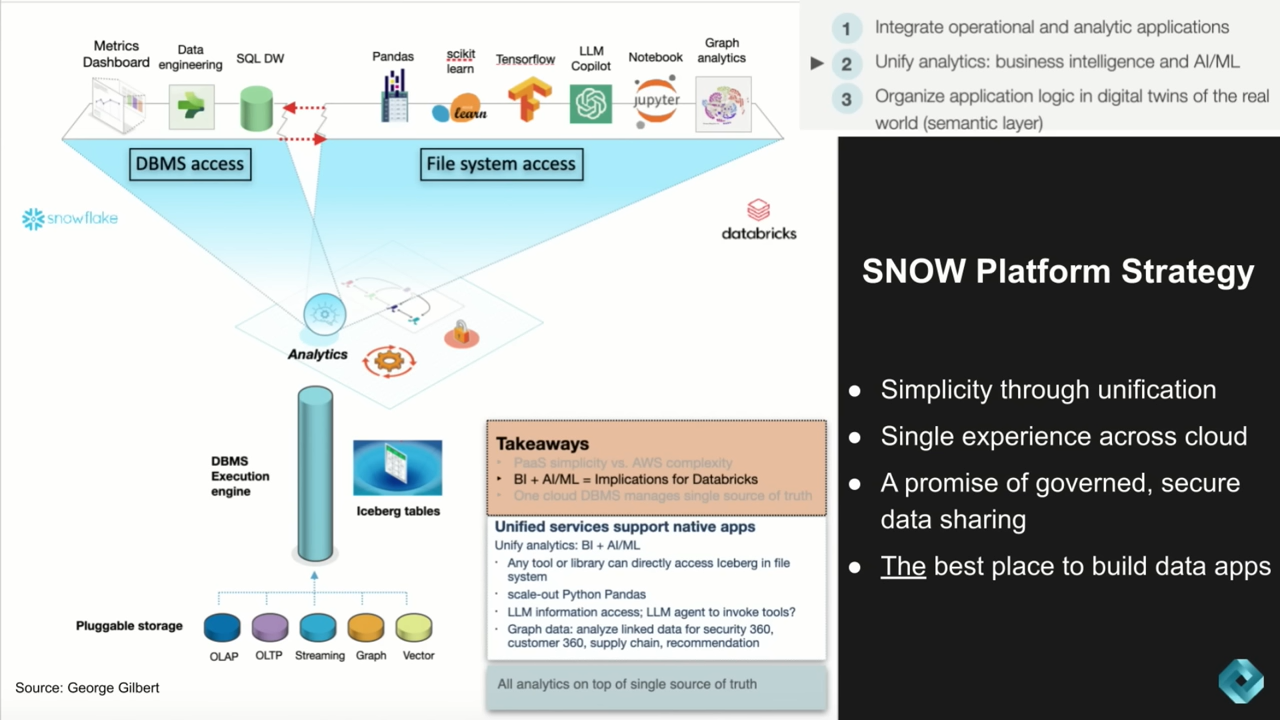 Metrics
Dashboard
Data
engineering
SQL DW
Pandas
scikit
learn
Tensorflow
LLM
Copilot
Notebook
Graph
analytics
learn
jupyter
DBMS access
File system access
snowflake
databricks
Analytics
DBMS
Execution
engine
Iceberg tables
Pluggable storage
OLAP
OLTP
Streaming
Graph
Vector
Source: George Gilbert
Takeaways
• PaaS simplicity vs. AWS complexity
‣ BI + AI/ML = Implications for Databricks
• One cloud DBMS manages single source of truth
Unified services support native apps
Unify analytics: BI + AI/ML
· Any tool or library can directly access Iceberg in file
system
· scale-out Python Pandas
· LLM information access; LLM agent to invoke tools?
· Graph data: analyze linked data for security 360,
customer 360, supply chain, recommendation
All analytics on top of single source of truth
1 Integrate operational and analytic applications
▶ 2 Unify analytics: business intelligence and AI/ML
3 Organize application logic in digital twins of the real
world (semantic layer)
SNOW Platform Strategy
● Simplicity through unification
● Single experience across cloud
● A promise of governed, secure
data sharing
● The best place to build data apps